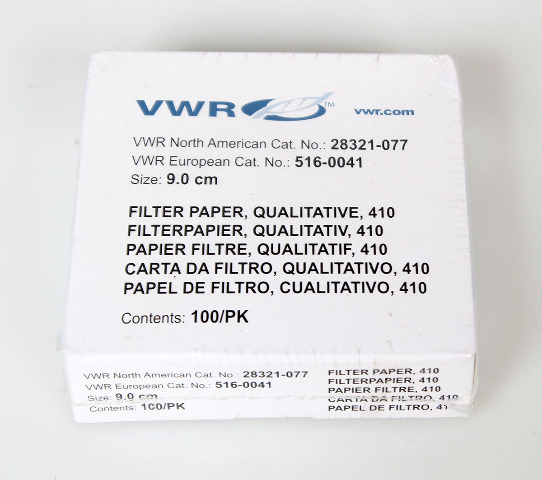 VWR TM vwr.com
VWR North American Cat. No.: 28321-077
VWR European Cat. No.: 516-0041
Size: 9.0 cm
FILTER PAPER, QUALITATIVE, 410
FILTERPAPIER, QUALITATIV, 410
PAPIER FILTRE, QUALITATIF, 410
CARTA DA FILTRO, QUALITATIVO, 410
PAPEL DE FILTRO, CUALITATIVO, 410
Contents: 100/PK
VWR North American Cat. No.: 28321-077
VWR European Cat. No.: 516-0041
Size: 9.0 cm
Contents: 100/PK
FILTER PAPER, 410
FILTERPAPIER, 410
PAPIER FILTRE, 410
CARTA DA FILTRO, 410
PAPEL DE FILTRO, 41